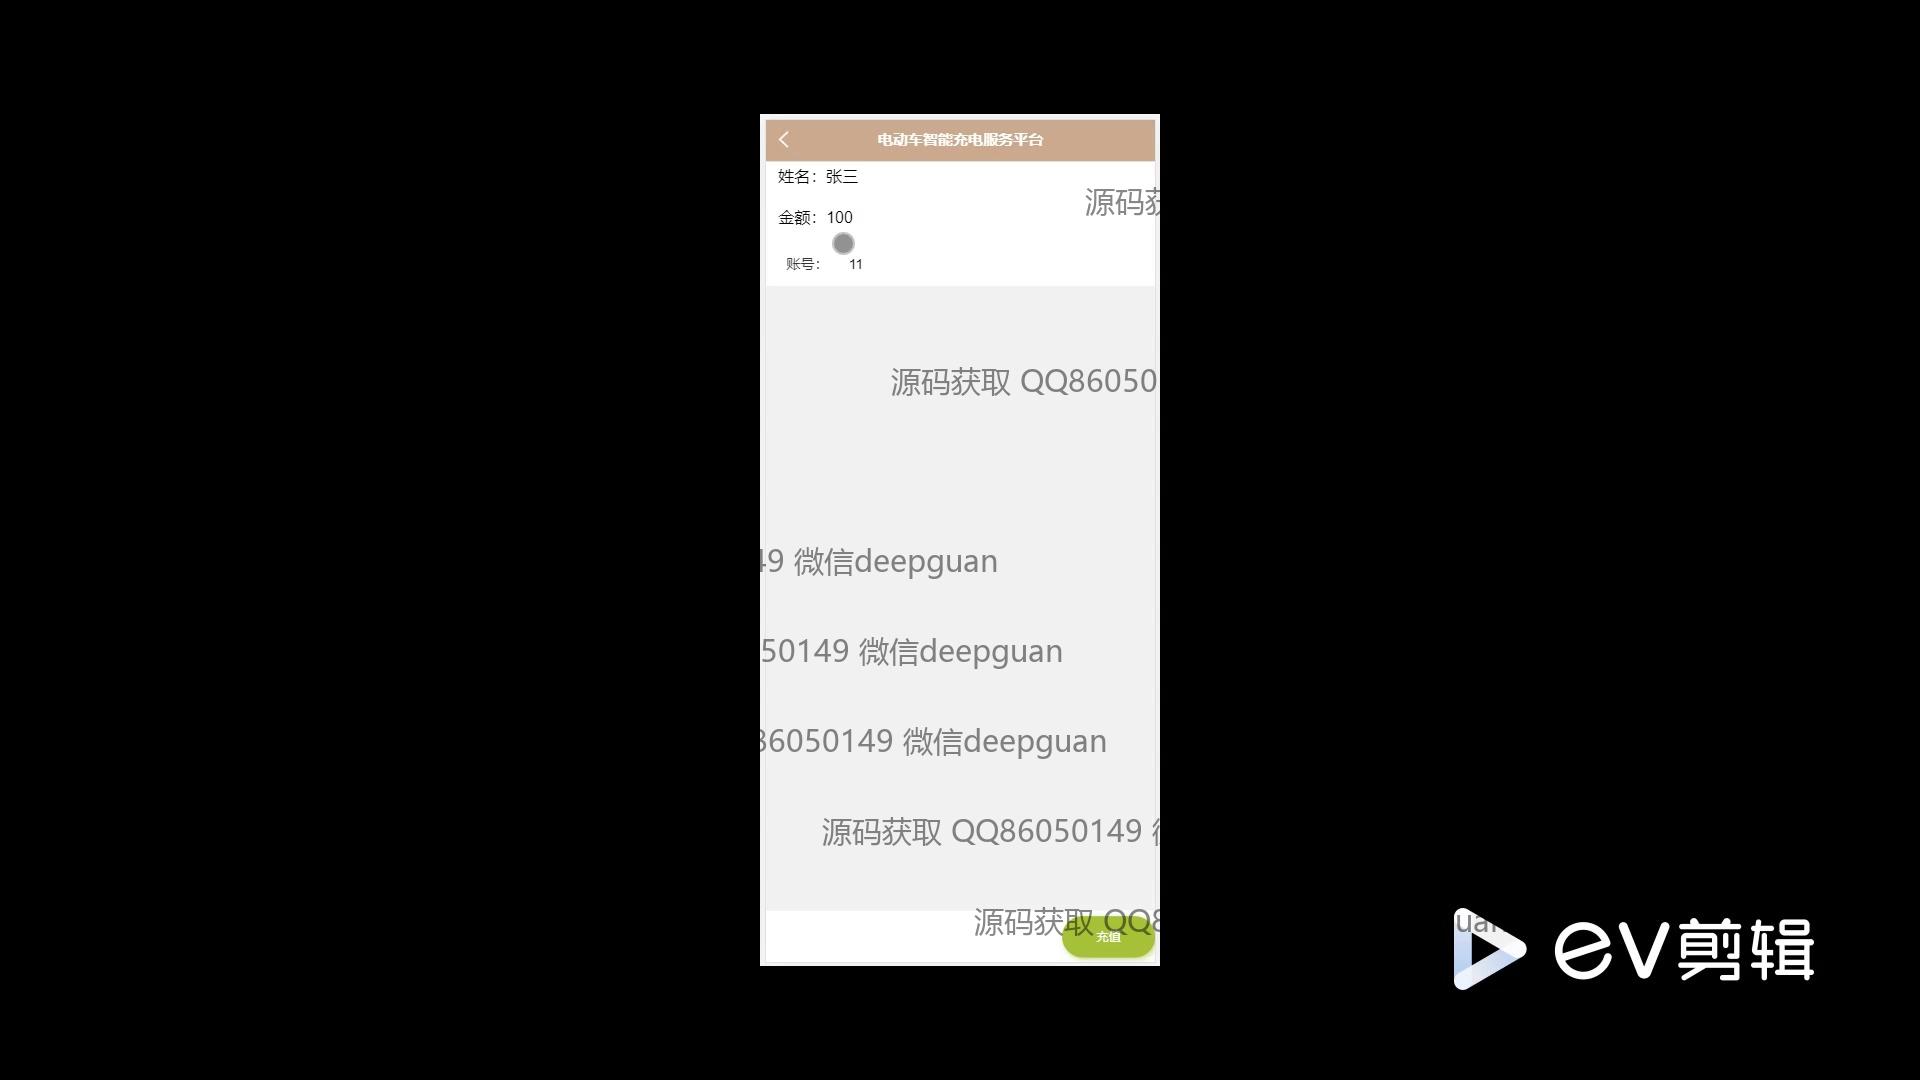 电动车智能充电服务平台
姓名：张三
源码获
金额：100
账号： 11
源码获取 QQ86050
49 微信deepguan
50149 微信deepguan
86050149 微信deepguan
源码获取 QQ86050149
源码获取 QQ8
充值
uan
ev剪辑